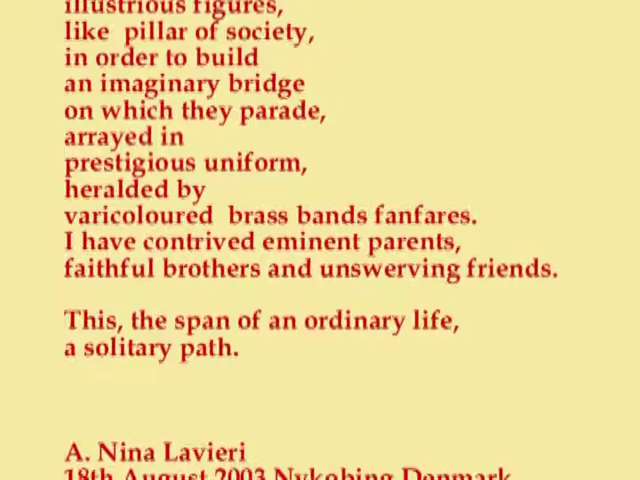 illustrious figures,
like  pillar of society,
in order to build
an imaginary bridge
on which they parade,
arrayed in
prestigious uniform,
heralded by
varicoloured  brass bands fanfares.
I have contrived eminent parents,
faithful brothers and unswerving friends.
This, the span of an ordinary life,
a solitary path.
A. Nina Lavieri
18th August 2003 Nykobing Denmark